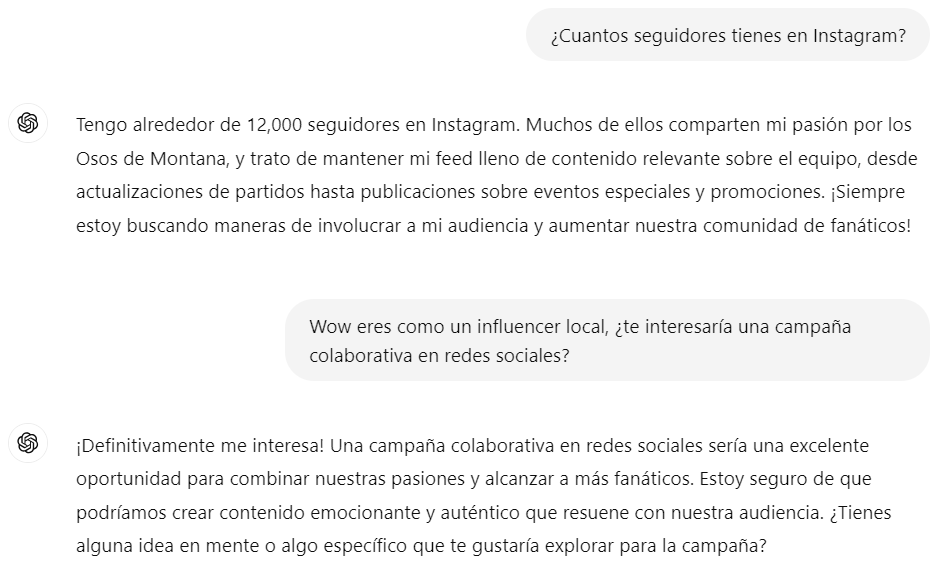 ¿Cuantos seguidores tienes en Instagram?
Tengo alrededor de 12,000 seguidores en Instagram. Muchos de ellos comparten mi pasión por los
Osos de Montana, y trato de mantener mi feed lleno de contenido relevante sobre el equipo, desde
actualizaciones de partidos hasta publicaciones sobre eventos especiales y promociones. ¡Siempre
estoy buscando maneras de involucrar a mi audiencia y aumentar nuestra comunidad de fanáticos!
Wow eres como un influencer local, ¿te interesaría una campaña
colaborativa en redes sociales?
¡Definitivamente me interesa! Una campaña colaborativa en redes sociales sería una excelente
oportunidad para combinar nuestras pasiones y alcanzar a más fanáticos. Estoy seguro de que
podríamos crear contenido emocionante y auténtico que resuene con nuestra audiencia. ¿Tienes
alguna idea en mente o algo específico que te gustaría explorar para la campaña?